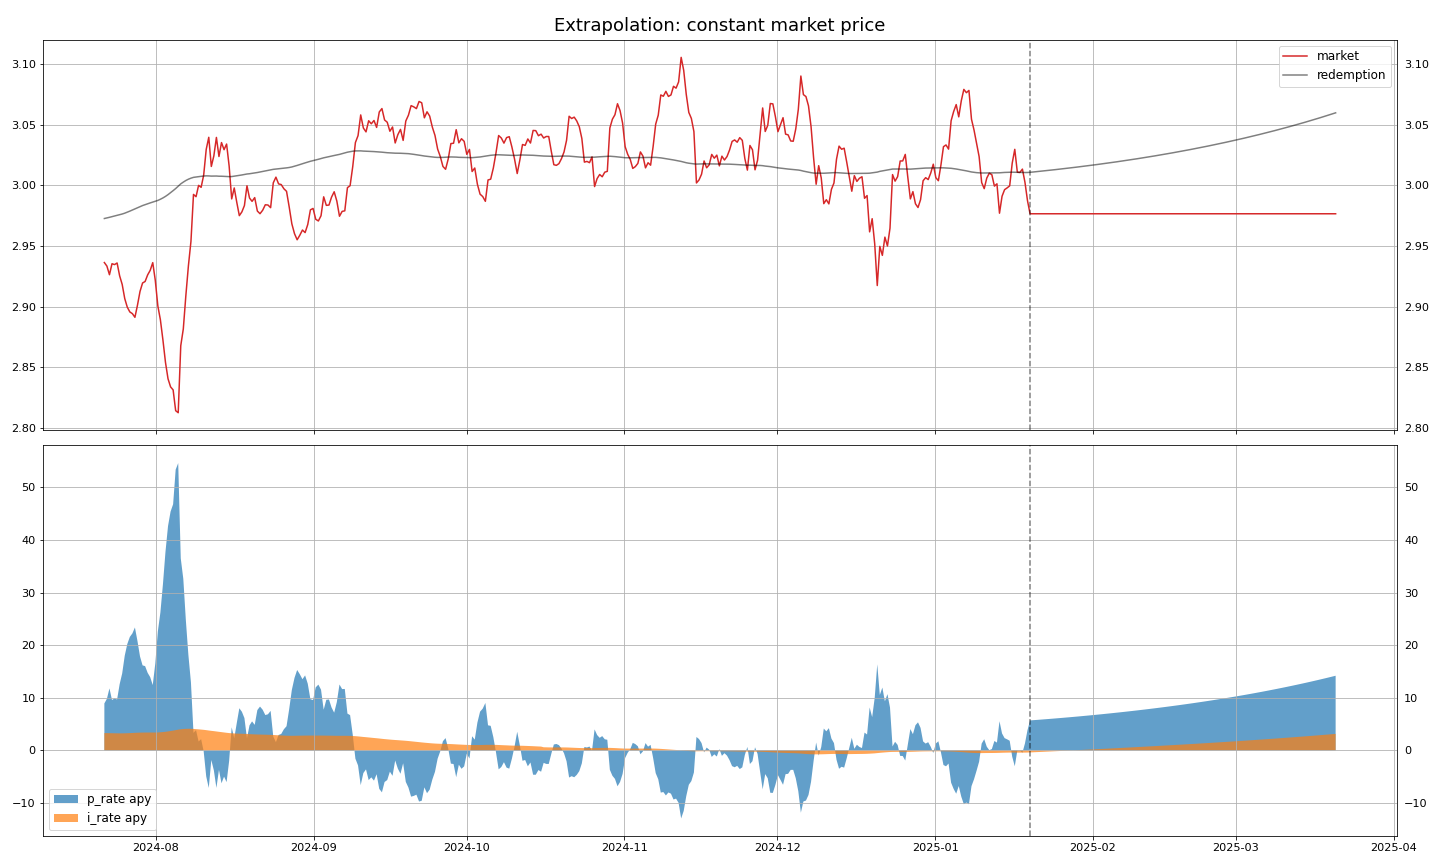 Extrapolation: constant market price
market
redemption
3.10 3.10
3.05 3.05
3.00 3.00
2.95 2.95
2.90 2.90
2.85 2.85
2.80 2.80
50 50
40 40
30 30
20 20
10 10
0 0
−10 −10
p_rate apy
i_rate apy
2024-08 2024-09 2024-10 2024-11 2024-12 2025-01 2025-02 2025-03 2025-04